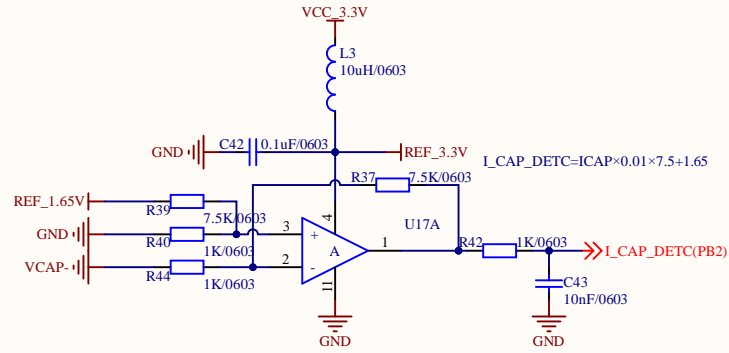 VCC_3.3V
L3
10uH/0603
GND
C42
0.1uF/0603
REF_3.3V
I_CAP_DETC=ICAP×0.01×7.5+1.65
R37
7.5K/0603
REF_1.65V
R39
7.5K/0603
4
U17A
GND
R40
1K/0603
3
+
A
1
R42
1K/0603
I_CAP_DETC(PB2)
VCAP-
R44
1K/0603
2
-
11
C43
10nF/0603
GND
GND